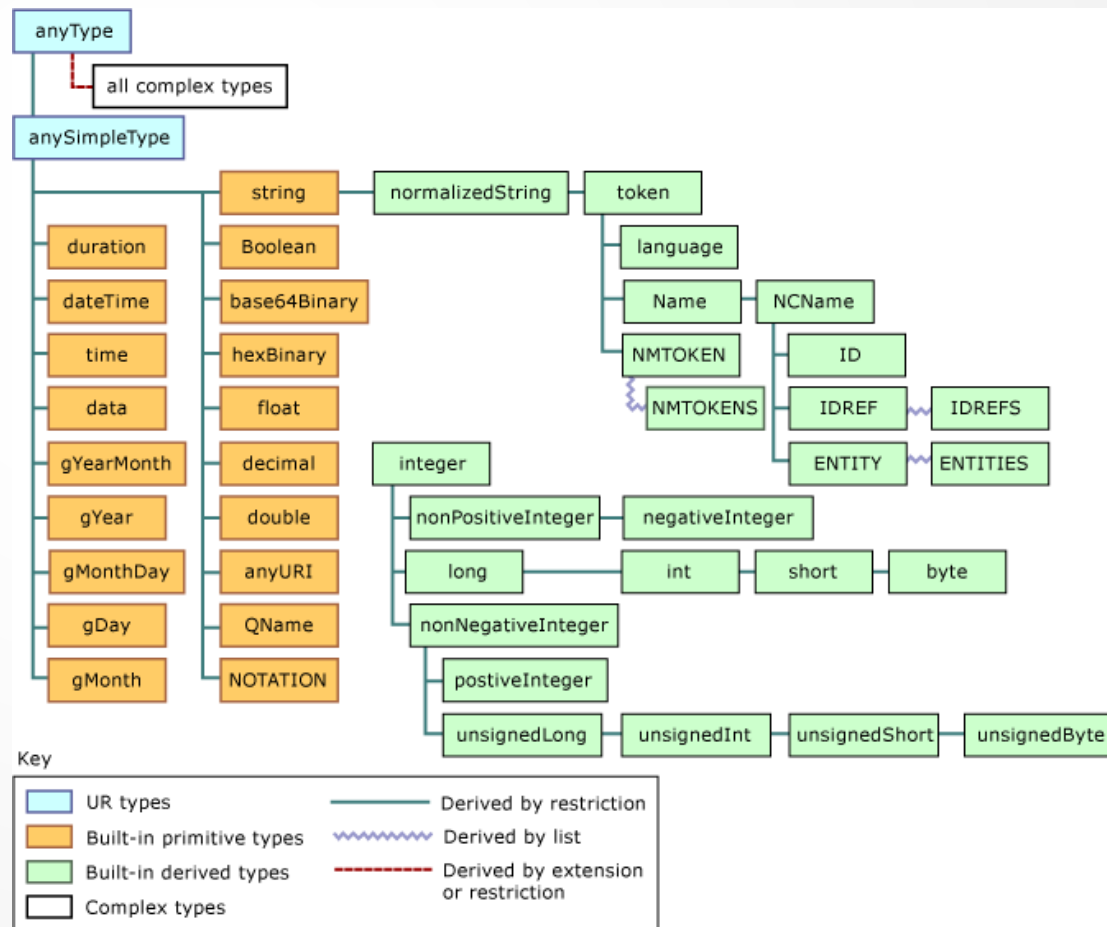 anyType
all complex types
anySimpleType
string normalizedString token
duration Boolean language
dateTime base64Binary Name NCName
time hexBinary NMTOKEN ID
data float NMTOKENS IDREF IDREFS
gYearMonth decimal integer ENTITY ENTITIES
gYear double nonPositiveInteger negativeInteger
gMonthDay anyURI long int short byte
gDay QName nonNegativeInteger
gMonth NOTATION postiveInteger
unsignedLong unsignedInt unsignedShort unsignedByte
Key
UR types Derived by restriction
Built-in primitive types Derived by list
Built-in derived types Derived by extension
or restriction
Complex types